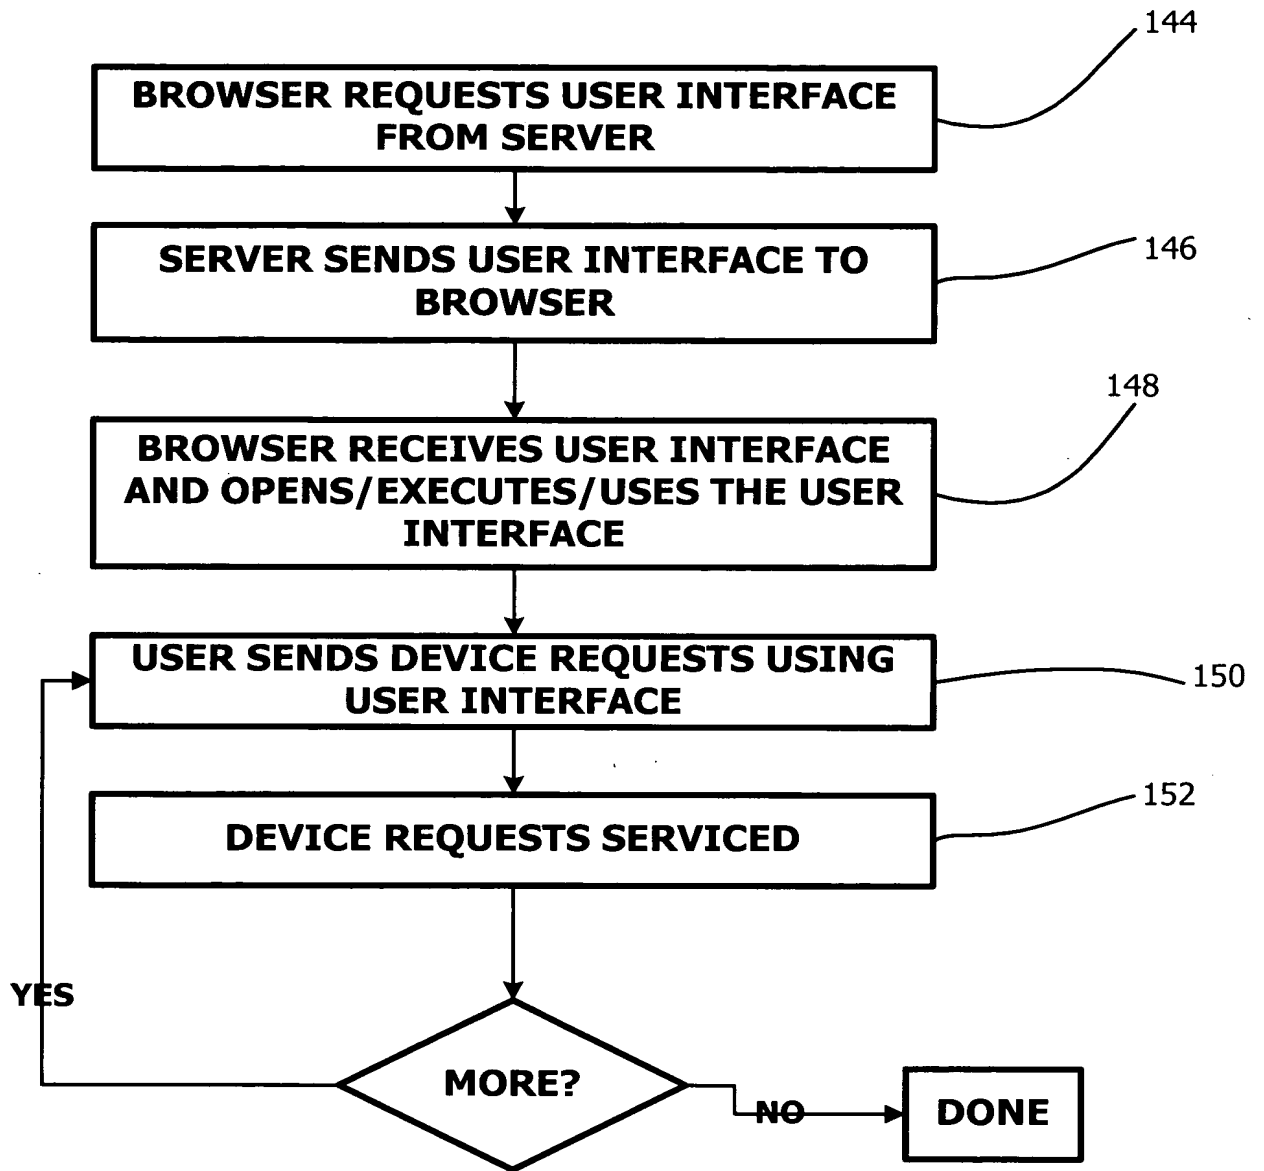 144
BROWSER REQUESTS USER INTERFACE
FROM SERVER
SERVER SENDS USER INTERFACE TO
BROWSER
146
148
BROWSER RECEIVES USER INTERFACE
AND OPENS/EXECUTES/USES THE USER
INTERFACE
USER SENDS DEVICE REQUESTS USING
USER INTERFACE
150
152
DEVICE REQUESTS SERVICED
YES
MORE?
NO
DONE